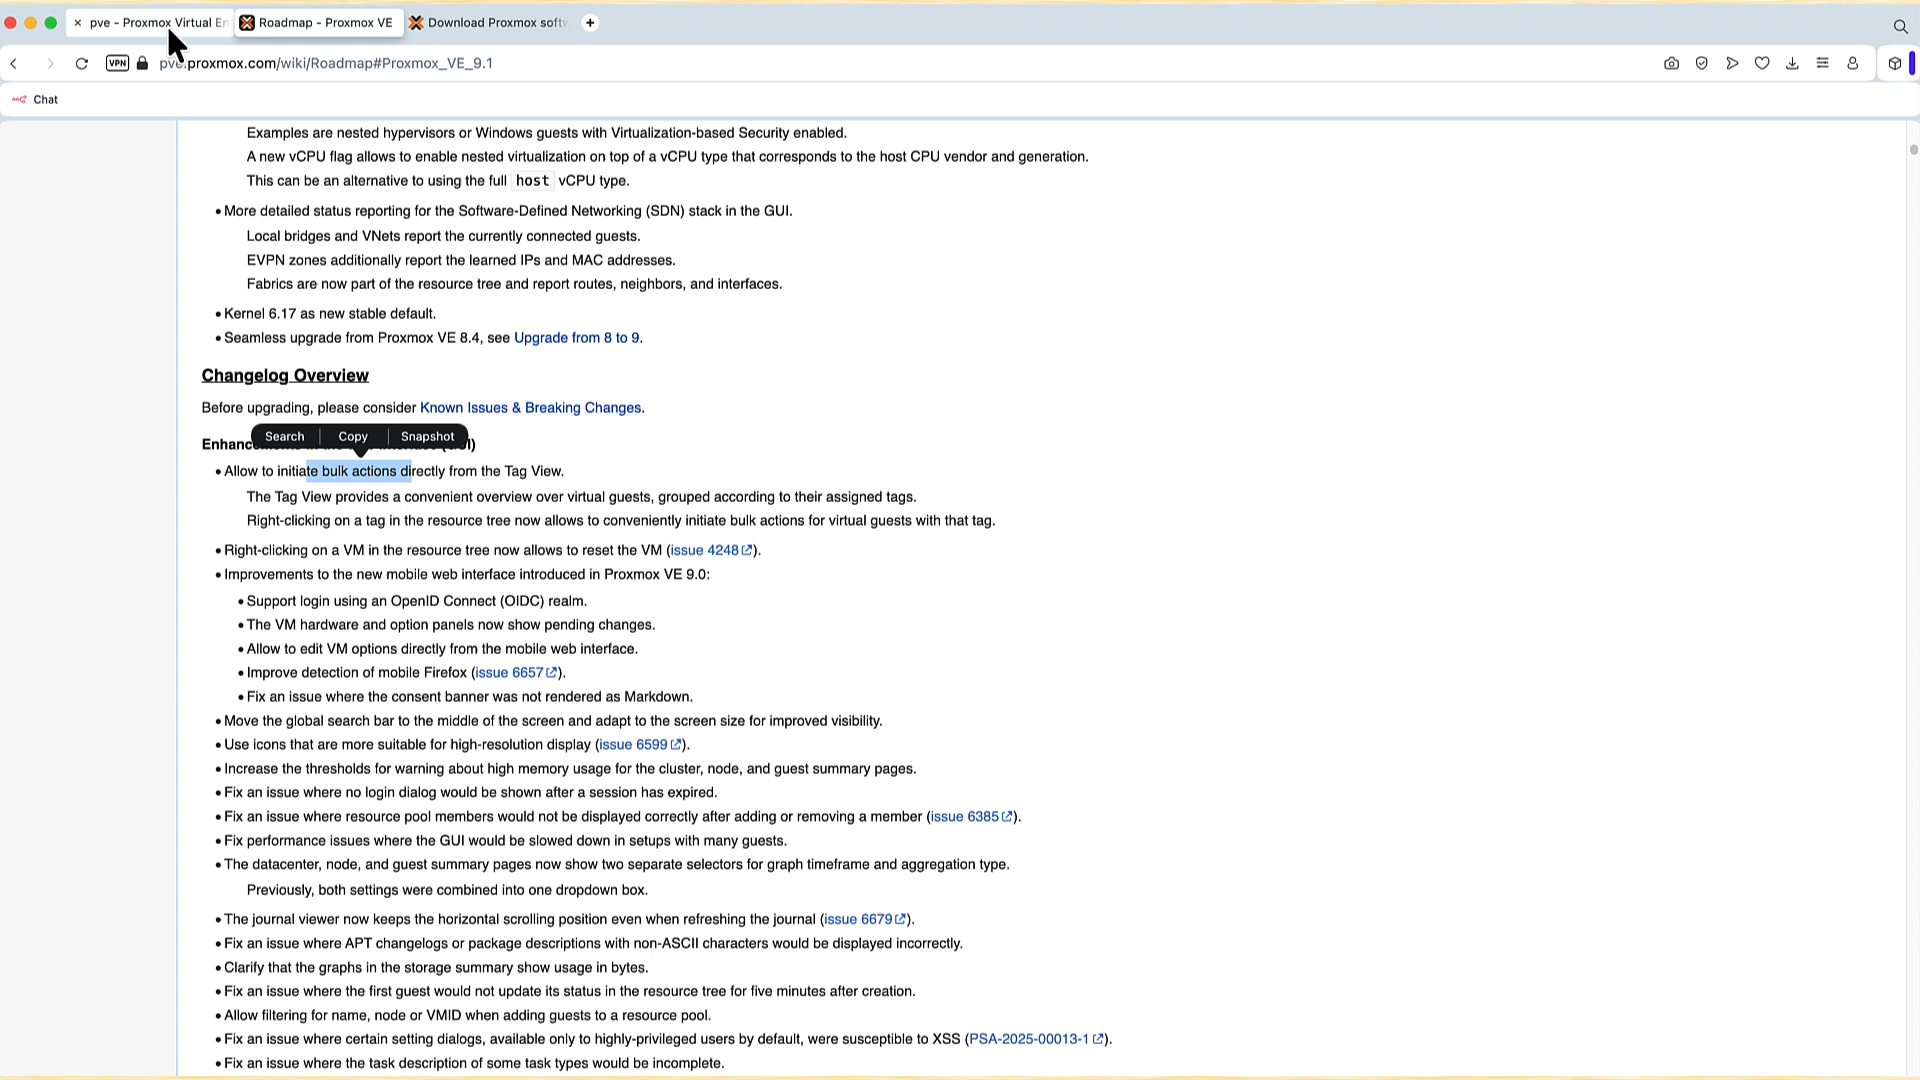 pve - Proxmox Virtual En
Roadmap - Proxmox VE
Download Proxmox softw
VPN
pve.proxmox.com/wiki/Roadmap#Proxmox_VE_9.1
Chat
Examples are nested hypervisors or Windows guests with Virtualization-based Security enabled.
A new vCPU flag allows to enable nested virtualization on top of a vCPU type that corresponds to the host CPU vendor and generation.
This can be an alternative to using the full host vCPU type.
• More detailed status reporting for the Software-Defined Networking (SDN) stack in the GUI.
Local bridges and VNets report the currently connected guests.
EVPN zones additionally report the learned IPs and MAC addresses.
Fabrics are now part of the resource tree and report routes, neighbors, and interfaces.
• Kernel 6.17 as new stable default.
• Seamless upgrade from Proxmox VE 8.4, see Upgrade from 8 to 9.
Changelog Overview
Before upgrading, please consider Known Issues & Breaking Changes.
Search Copy Snapshot
• Allow to initiate bulk actions directly from the Tag View.
The Tag View provides a convenient overview over virtual guests, grouped according to their assigned tags.
Right-clicking on a tag in the resource tree now allows to conveniently initiate bulk actions for virtual guests with that tag.
• Right-clicking on a VM in the resource tree now allows to reset the VM (issue 4248).
• Improvements to the new mobile web interface introduced in Proxmox VE 9.0:
• Support login using an OpenID Connect (OIDC) realm.
• The VM hardware and option panels now show pending changes.
• Allow to edit VM options directly from the mobile web interface.
• Improve detection of mobile Firefox (issue 6657).
• Fix an issue where the consent banner was not rendered as Markdown.
• Move the global search bar to the middle of the screen and adapt to the screen size for improved visibility.
• Use icons that are more suitable for high-resolution display (issue 6599).
• Increase the thresholds for warning about high memory usage for the cluster, node, and guest summary pages.
• Fix an issue where no login dialog would be shown after a session has expired.
• Fix an issue where resource pool members would not be displayed correctly after adding or removing a member (issue 6385).
• Fix performance issues where the GUI would be slowed down in setups with many guests.
• The datacenter, node, and guest summary pages now show two separate selectors for graph timeframe and aggregation type.
Previously, both settings were combined into one dropdown box.
• The journal viewer now keeps the horizontal scrolling position even when refreshing the journal (issue 6679).
• Fix an issue where APT changelogs or package descriptions with non-ASCII characters would be displayed incorrectly.
• Clarify that the graphs in the storage summary show usage in bytes.
• Fix an issue where the first guest would not update its status in the resource tree for five minutes after creation.
• Allow filtering for name, node or VMID when adding guests to a resource pool.
• Fix an issue where certain setting dialogs, available only to highly-privileged users by default, were susceptible to XSS (PSA-2025-00013-1).
• Fix an issue where the task description of some task types would be incomplete.